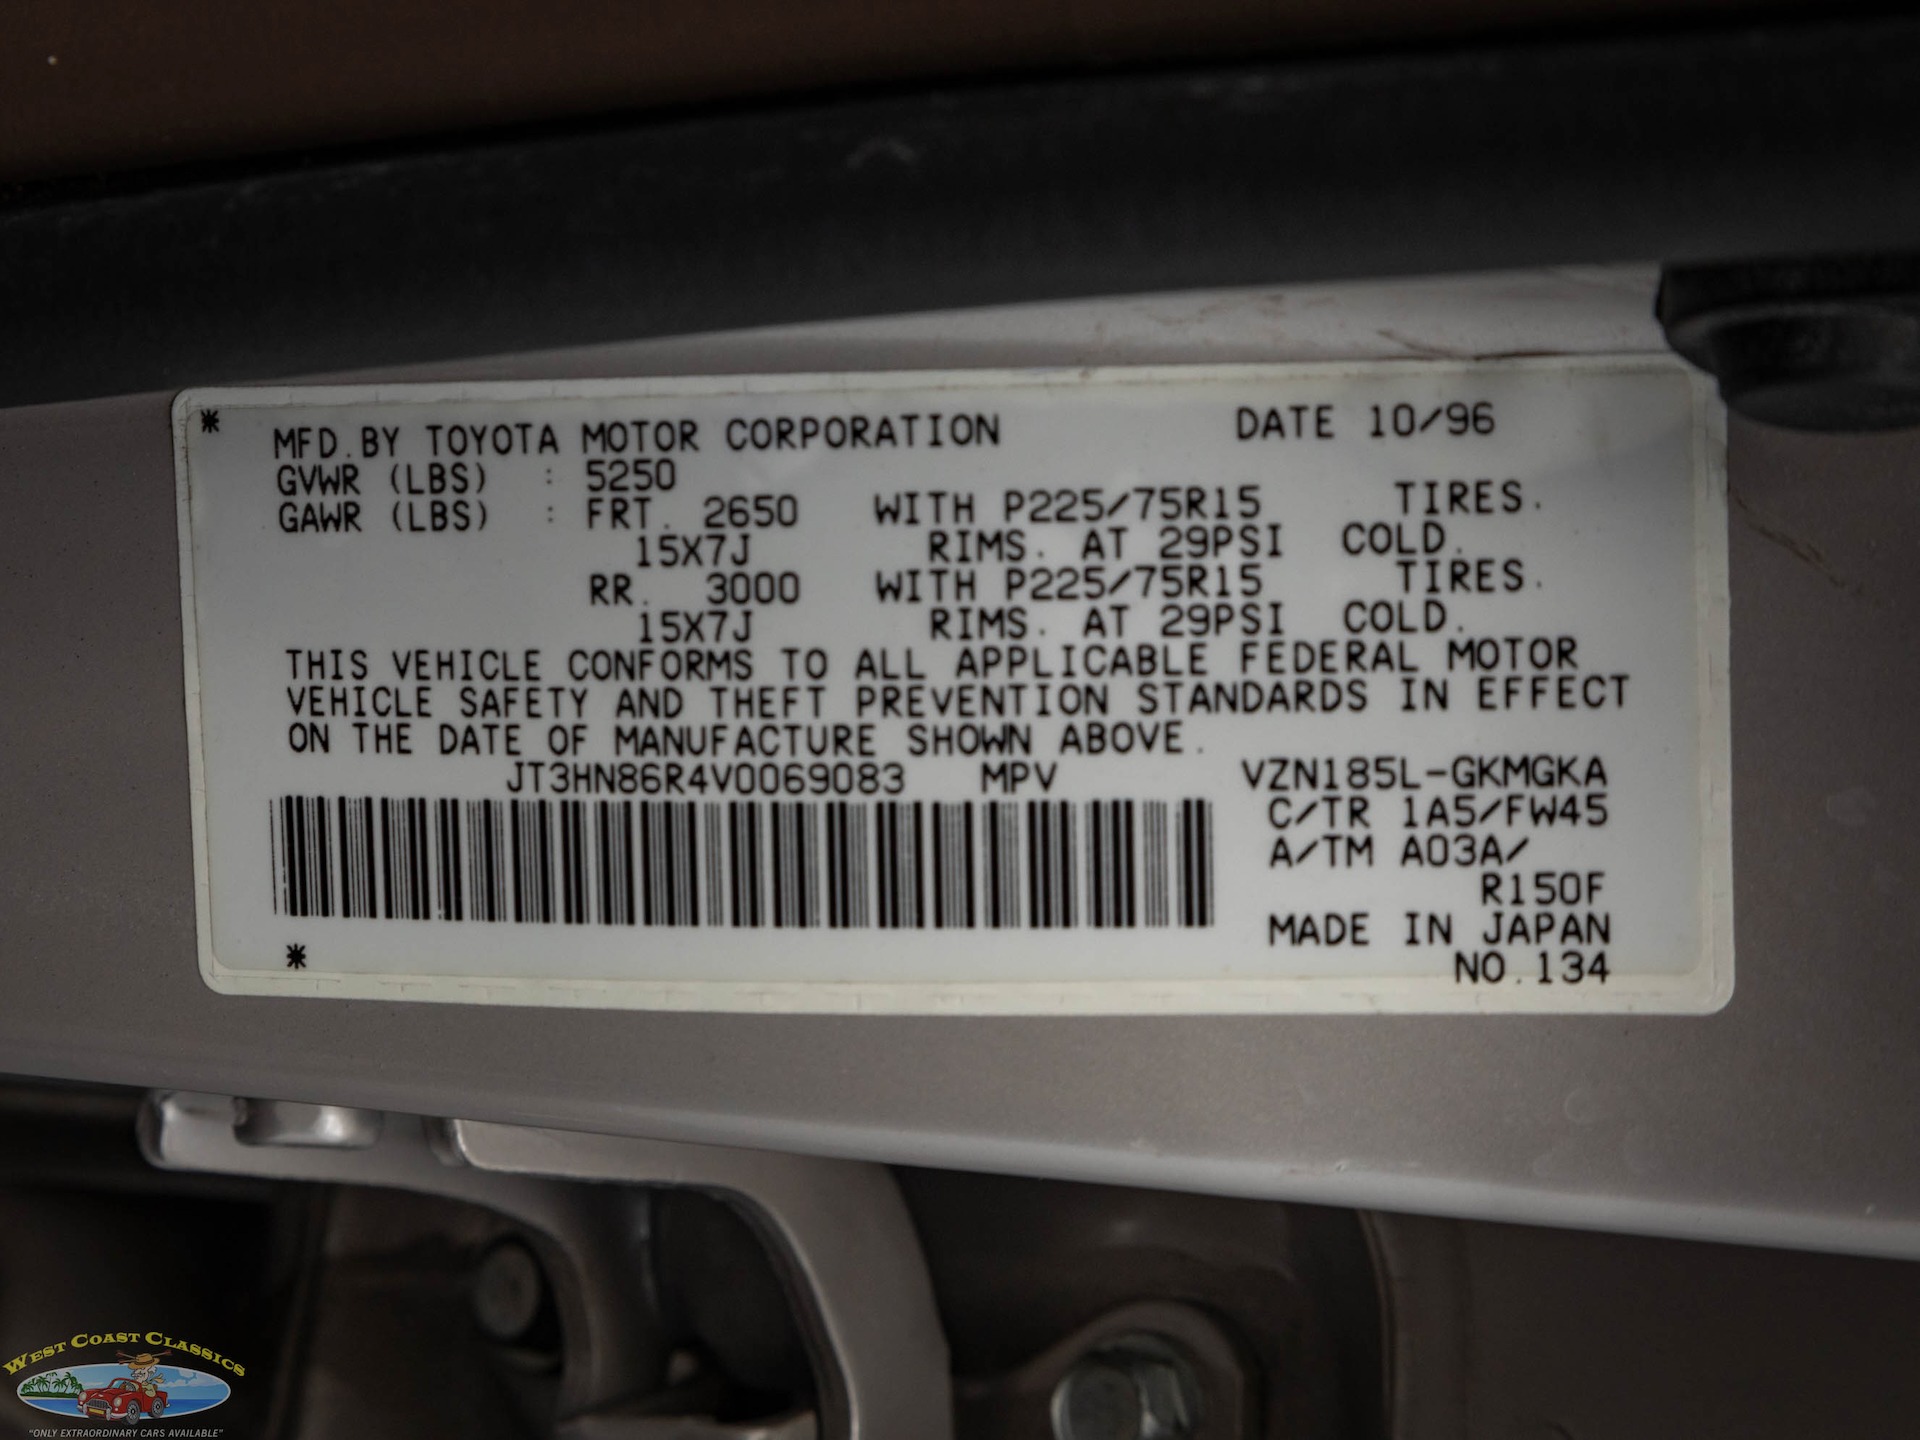 MFD. BY TOYOTA MOTOR CORPORATION DATE 10/96
GVWR (LBS) : 5250
GAWR (LBS) : FRT. 2650 WITH P225/75R15 TIRES.
15X7J RIMS. AT 29PSI COLD.
RR. 3000 WITH P225/75R15 TIRES.
15X7J RIMS. AT 29PSI COLD.
THIS VEHICLE CONFORMS TO ALL APPLICABLE FEDERAL MOTOR
VEHICLE SAFETY AND THEFT PREVENTION STANDARDS IN EFFECT
ON THE DATE OF MANUFACTURE SHOWN ABOVE.
JT3HN86R4V0069083 MPV VZN185L-GKMGKA
C/TR 1A5/FW45
A/TM A03A/
R150F
MADE IN JAPAN
NO. 134
WEST COAST CLASSICS
"ONLY EXTRAORDINARY CARS AVAILABLE"